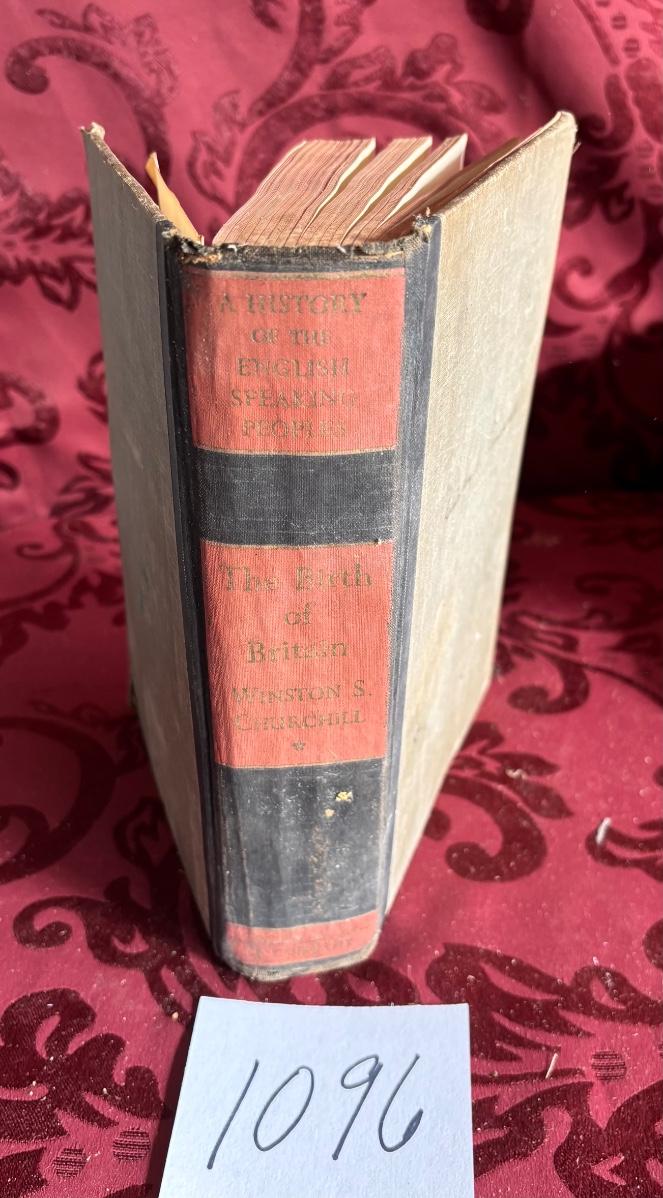 A HISTORY
OF THE
ENGLISH
SPEAKING
PEOPLES
The Birth
of
Britain
WINSTON S.
CHURCHILL
1096